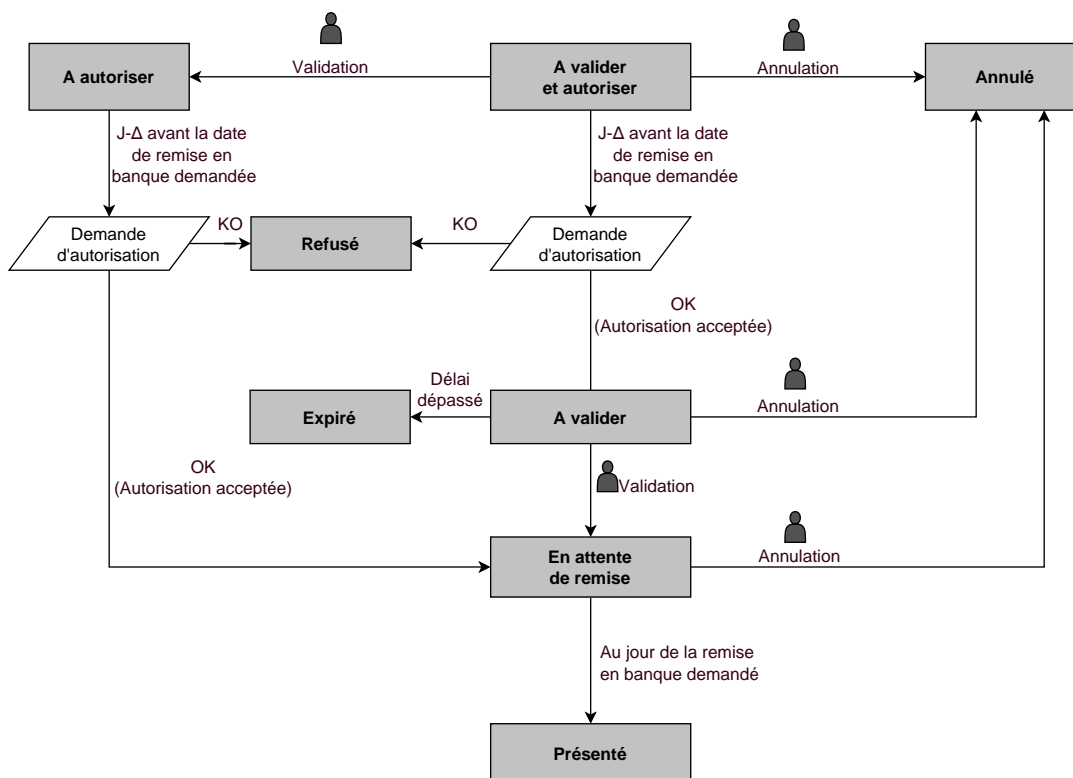 A autoriser
Validation
A valider
et autoriser
Annulation
Annulé
J-Δ avant la date
de remise en
banque demandée
J-Δ avant la date
de remise en
banque demandée
Demande
d'autorisation
KO
Refusé
KO
Demande
d'autorisation
OK
(Autorisation acceptée)
Délai
dépassé
Expiré
A valider
Annulation
OK
(Autorisation acceptée)
Validation
En attente
de remise
Annulation
Au jour de la remise
en banque demandé
Présenté